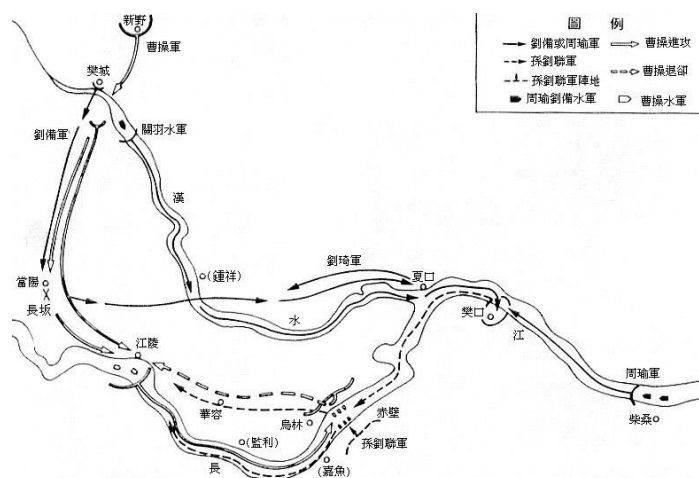 圖例
劉備或周瑜軍
曹操進攻
孫劉聯軍
曹操退卻
孫劉聯軍陣地
周瑜劉備水軍
曹操水軍
新野
曹操軍
樊城
劉備軍
關羽水軍
漢
(鍾祥)
劉琦軍
夏口
當陽
長坂
水
樊口
江
江陵
周瑜軍
柴桑
華容
烏林
赤壁
(監利)
孫劉聯軍
長
(嘉魚)